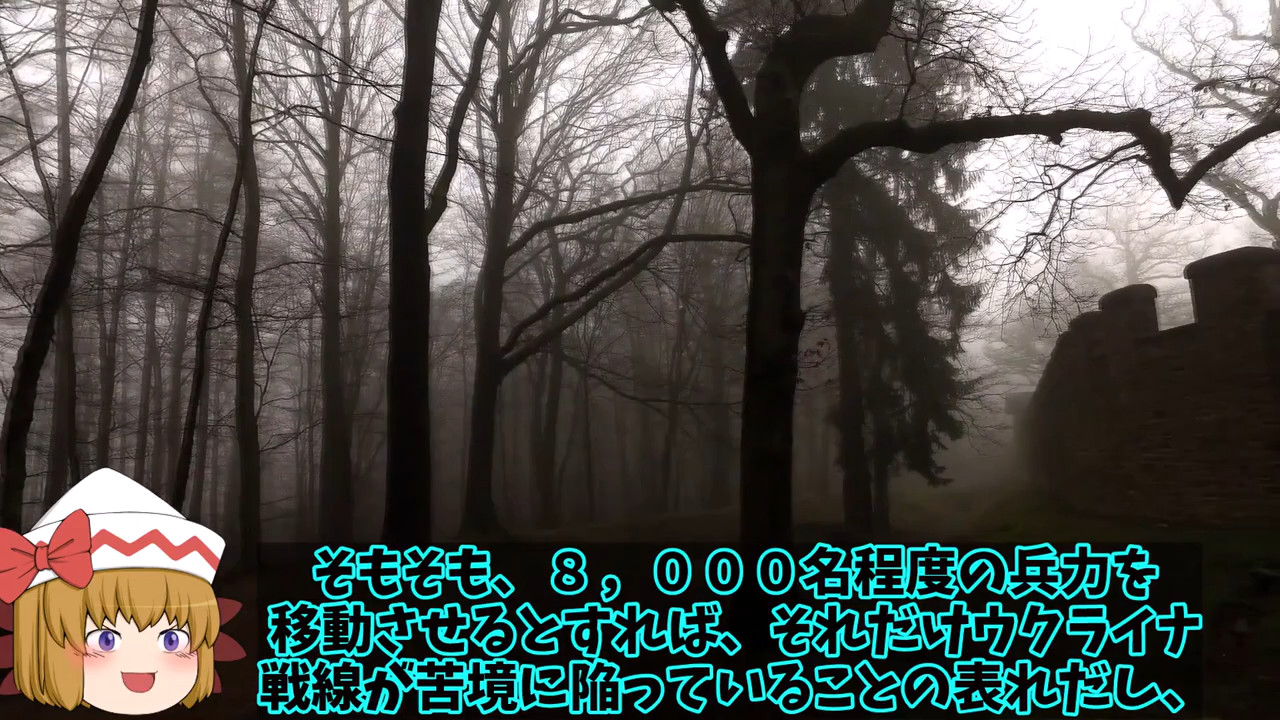 そもそも、８，０００名程度の兵力を
移動させるとすれば、それだけウクライナ
戦線が苦境に陥っていることの表れだし、